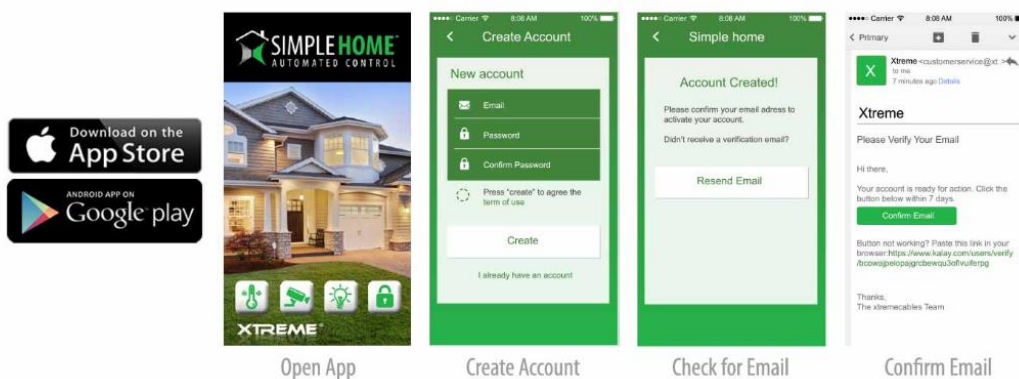 Download on the
App Store
ANDROID APP ON
Google play
SIMPLE HOME™
AUTOMATED CONTROL
XTREME
Open App
Carrier 8:08 AM 100%
Create Account
New account
Email
Password
Confirm Password
Press "create" to agree the
term of use
Create
I already have an account
Create Account
Carrier 8:08 AM 100%
Simple home
Account Created!
Please confirm your email adress to
activate your account.
Didn't receive a verification email?
Resend Email
Check for Email
Carrier 8:08 AM 100%
Primary
X
Xtreme <customerservice@xt
to me
7 minutes ago Details
Xtreme
Please Verify Your Email
Hi there,
Your account is ready for action. Click the
button below within 7 days.
Confirm Email
Button not working? Paste this link in your
browser:https://www.kalay.com/users/verify
Thanks,
The xtremecables Team
Confirm Email